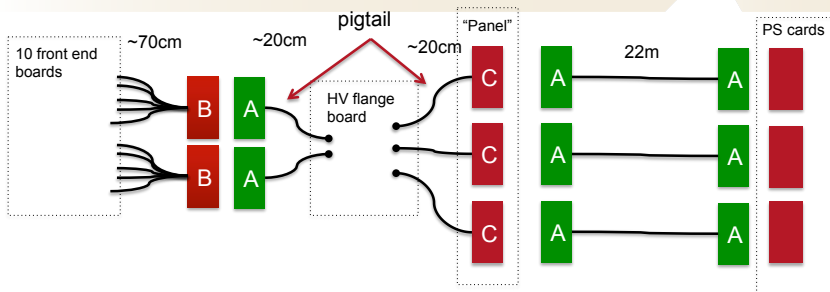 pigtail
~70cm
~20cm
~20cm
"Panel"
PS cards
10 front end
boards
HV flange
board
22m
B
A
C
A
A
B
A
C
A
A
C
A
A